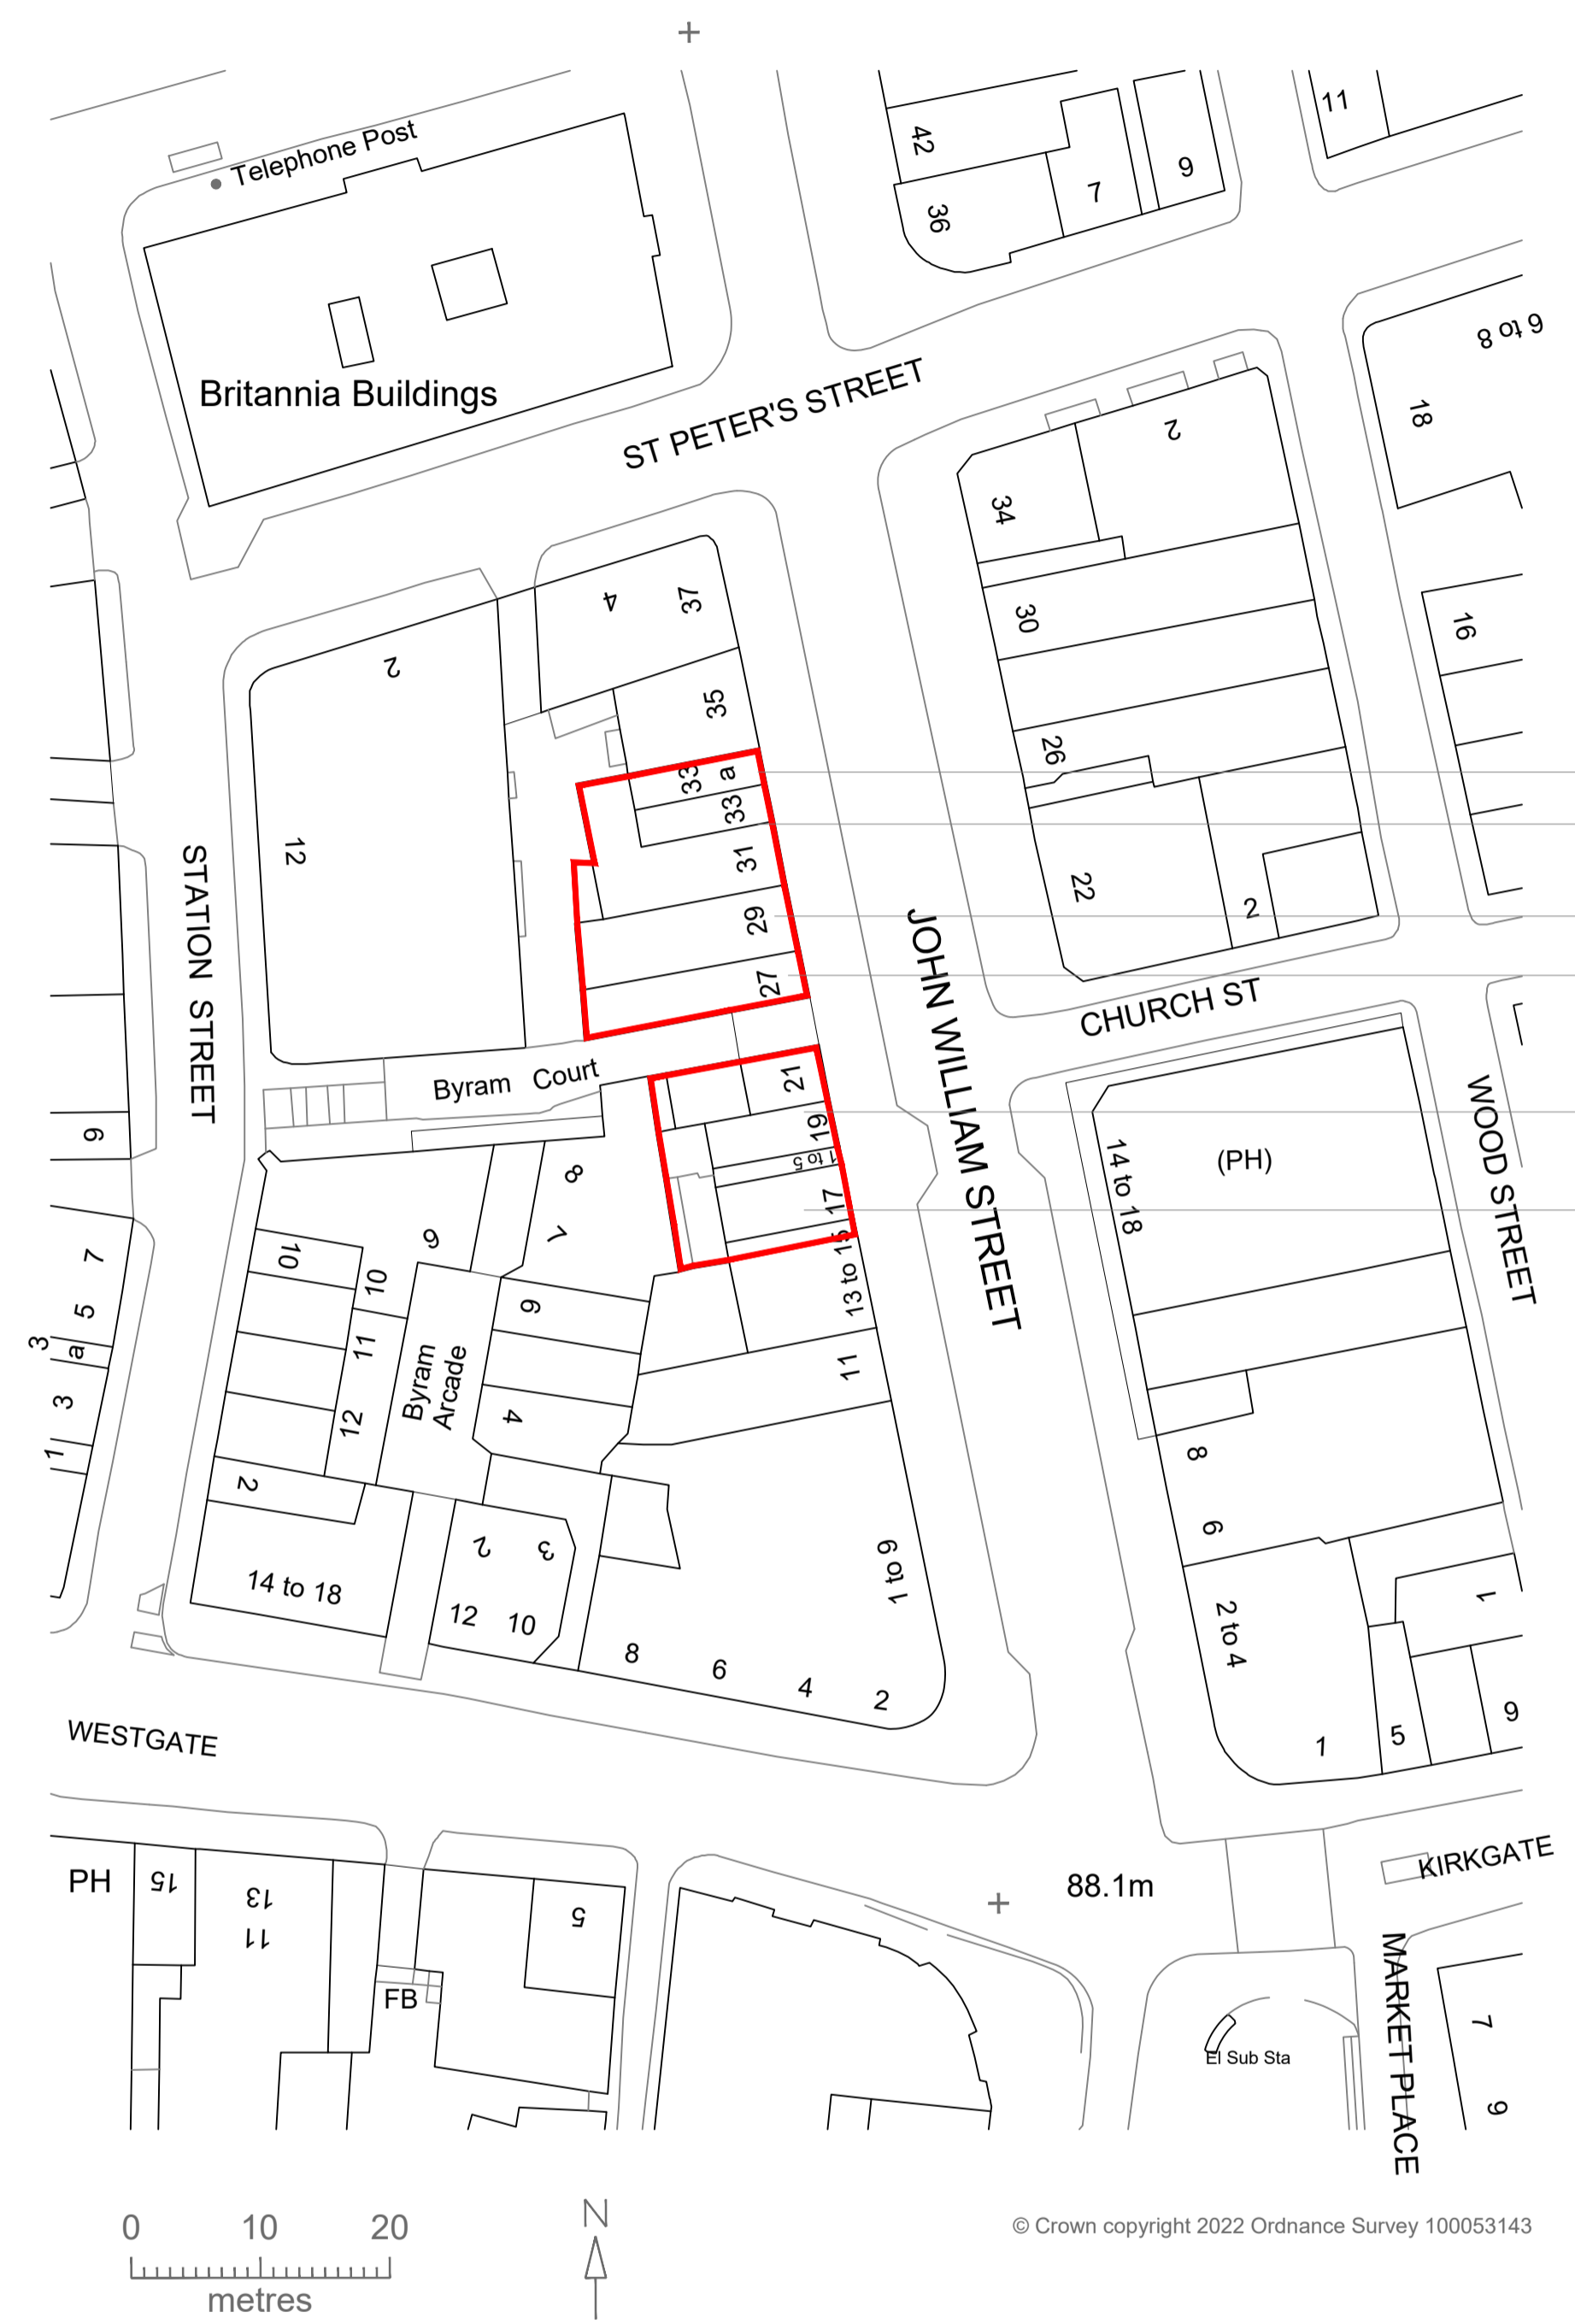 11
Telephone Post
42
9
7
36
6 to 8
Britannia Buildings
18
ST PETER'S STREET
2
34
4
37
30
16
2
35
26
33
a
33
12
31
22
2
29
STATION STREET
27
JOHN WILLIAM STREET
CHURCH ST
Byram Court
21
19
1 to 5
17
13 to 15
14 to 18
(PH)
WOOD STREET
9
8
7
9
10
10
7
5
3
a
3
1
11
12
Byram
Arcade
6
4
11
8
6
2
2
3
14 to 18
12
10
1 to 9
8
6
4
2
2 to 4
1
1
5
9
WESTGATE
KIRKGATE
PH
15
13
11
5
88.1m
FB
MARKET PLACE
7
El Sub Sta
9
0 10 20
metres
N
© Crown copyright 2022 Ordnance Survey 100053143